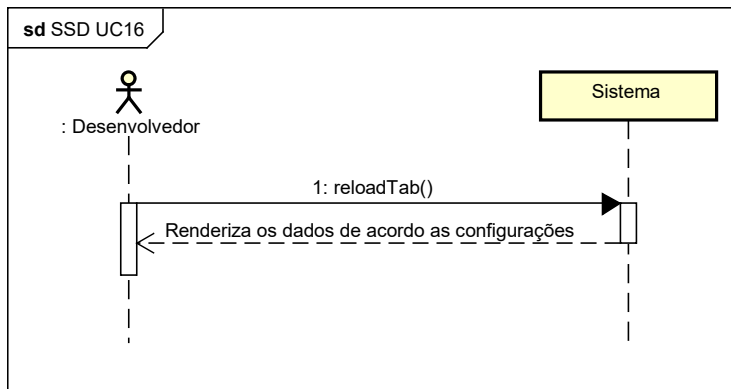 sd SSD UC16
: Desenvolvedor
Sistema
1: reloadTab()
Renderiza os dados de acordo as configurações